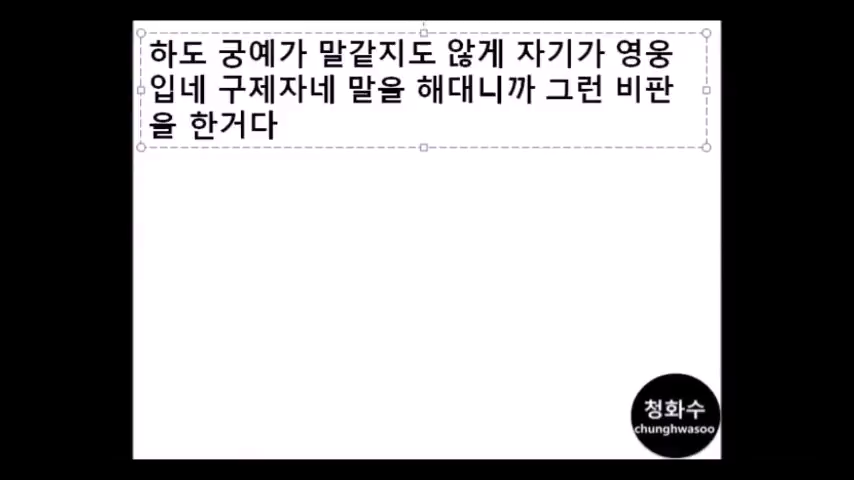 하도 궁예가 말같지도 않게 자기가 영웅
입네 구제자네 말을 해대니까 그런 비판
을 한거다
청화수
chunghwasoo